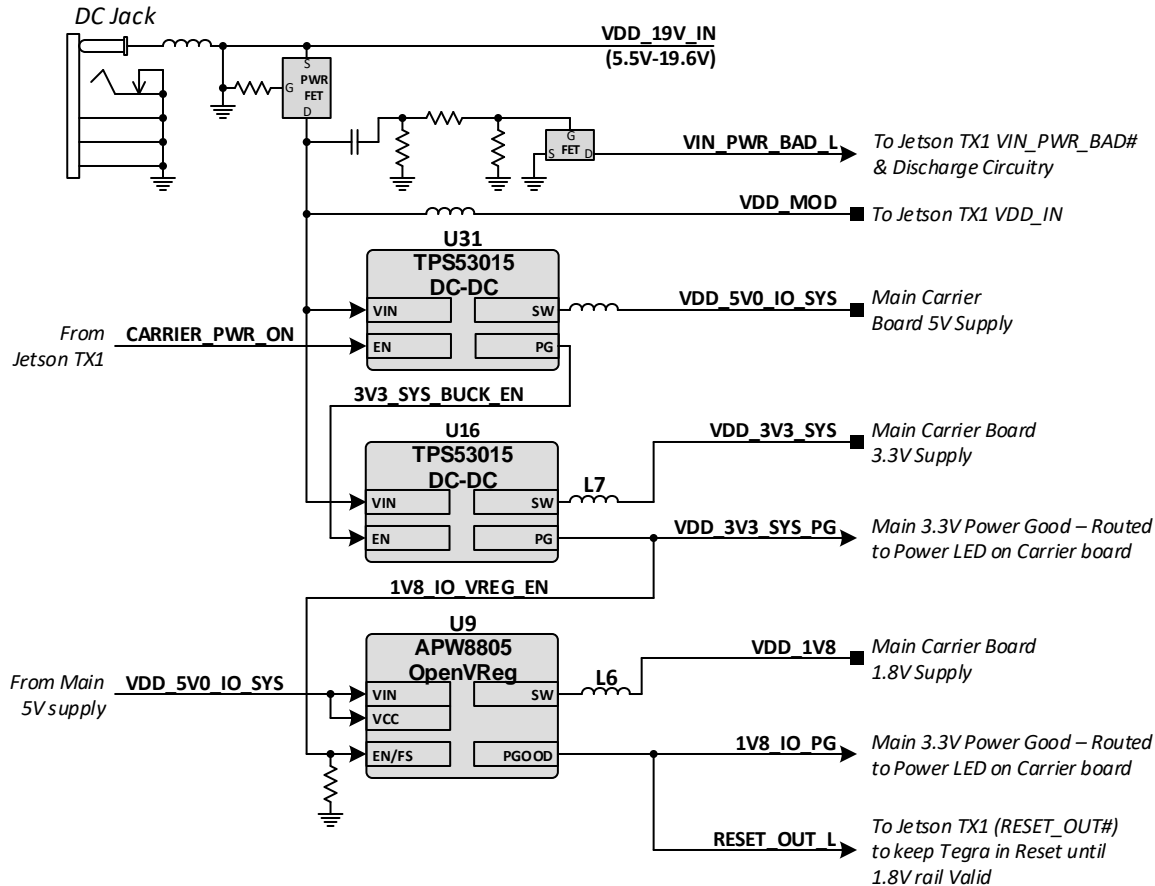 DC Jack
VDD_19V_IN
(5.5V-19.6V)
S
PWR
G
FET
D
G
S FET D
VIN_PWR_BAD_L
To Jetson TX1 VIN_PWR_BAD#
& Discharge Circuitry
VDD_MOD
To Jetson TX1 VDD_IN
U31
TPS53015
DC-DC
VIN
SW
VDD_5V0_IO_SYS
Main Carrier
Board 5V Supply
From
Jetson TX1
CARRIER_PWR_ON
EN
PG
3V3_SYS_BUCK_EN
U16
TPS53015
DC-DC
VIN
SW
L7
VDD_3V3_SYS
Main Carrier Board
3.3V Supply
EN
PG
VDD_3V3_SYS_PG
Main 3.3V Power Good – Routed
to Power LED on Carrier board
1V8_IO_VREG_EN
U9
APW8805
OpenVReg
From Main
5V supply
VDD_5V0_IO_SYS
VIN
SW
L6
VDD_1V8
Main Carrier Board
1.8V Supply
VCC
EN/FS
PGOOD
1V8_IO_PG
Main 3.3V Power Good – Routed
to Power LED on Carrier board
RESET_OUT_L
To Jetson TX1 (RESET_OUT#)
to keep Tegra in Reset until
1.8V rail Valid